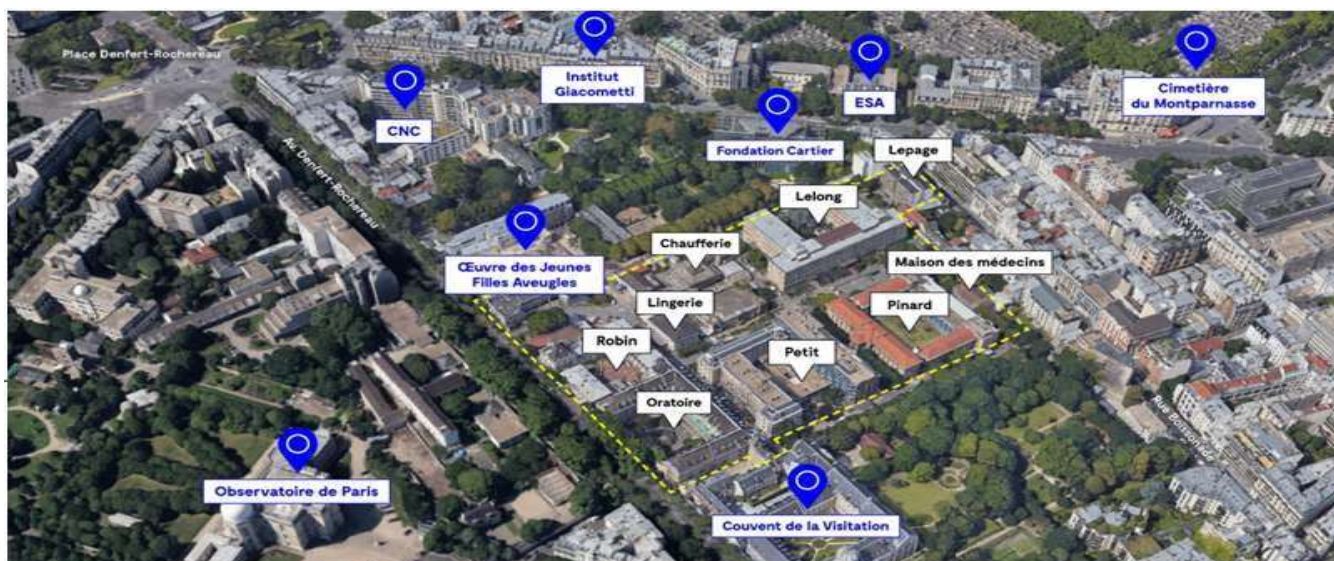 Place Denfert-Rochereau
Institut
Giacometti
CNC
ESA
Cimetière
du Montparnasse
Fondation Cartier
Lepage
Lelong
Av. Denfert-Rochereau
Chaufferie
Œuvre des Jeunes
Filles Aveugles
Maison des médecins
Lingerie
Pinard
Robin
Petit
Oratoire
Rue Boissonade
Observatoire de Paris
Couvent de la Visitation